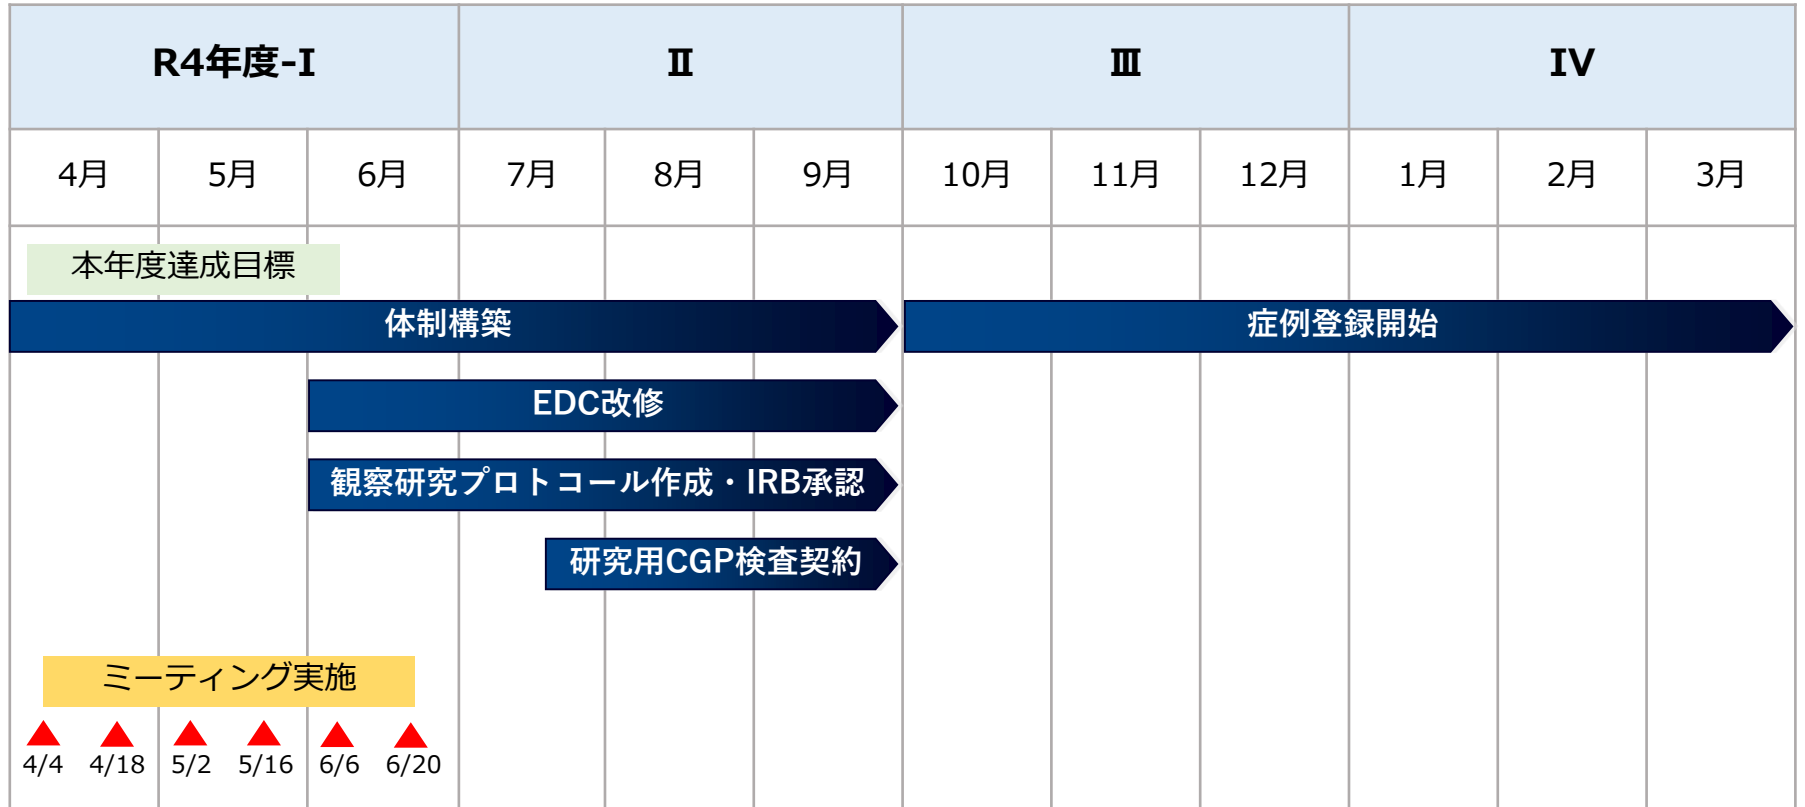 R4年度-I
Ⅱ
Ⅲ
IV
4月
5月
6月
7月
8月
9月
10月
11月
12月
1月
2月
3月
本年度達成目標
体制構築
症例登録開始
EDC改修
観察研究プロトコール作成・IRB承認
研究用CGP検査契約
ミーティング実施
4/4
4/18
5/2
5/16
6/6
6/20